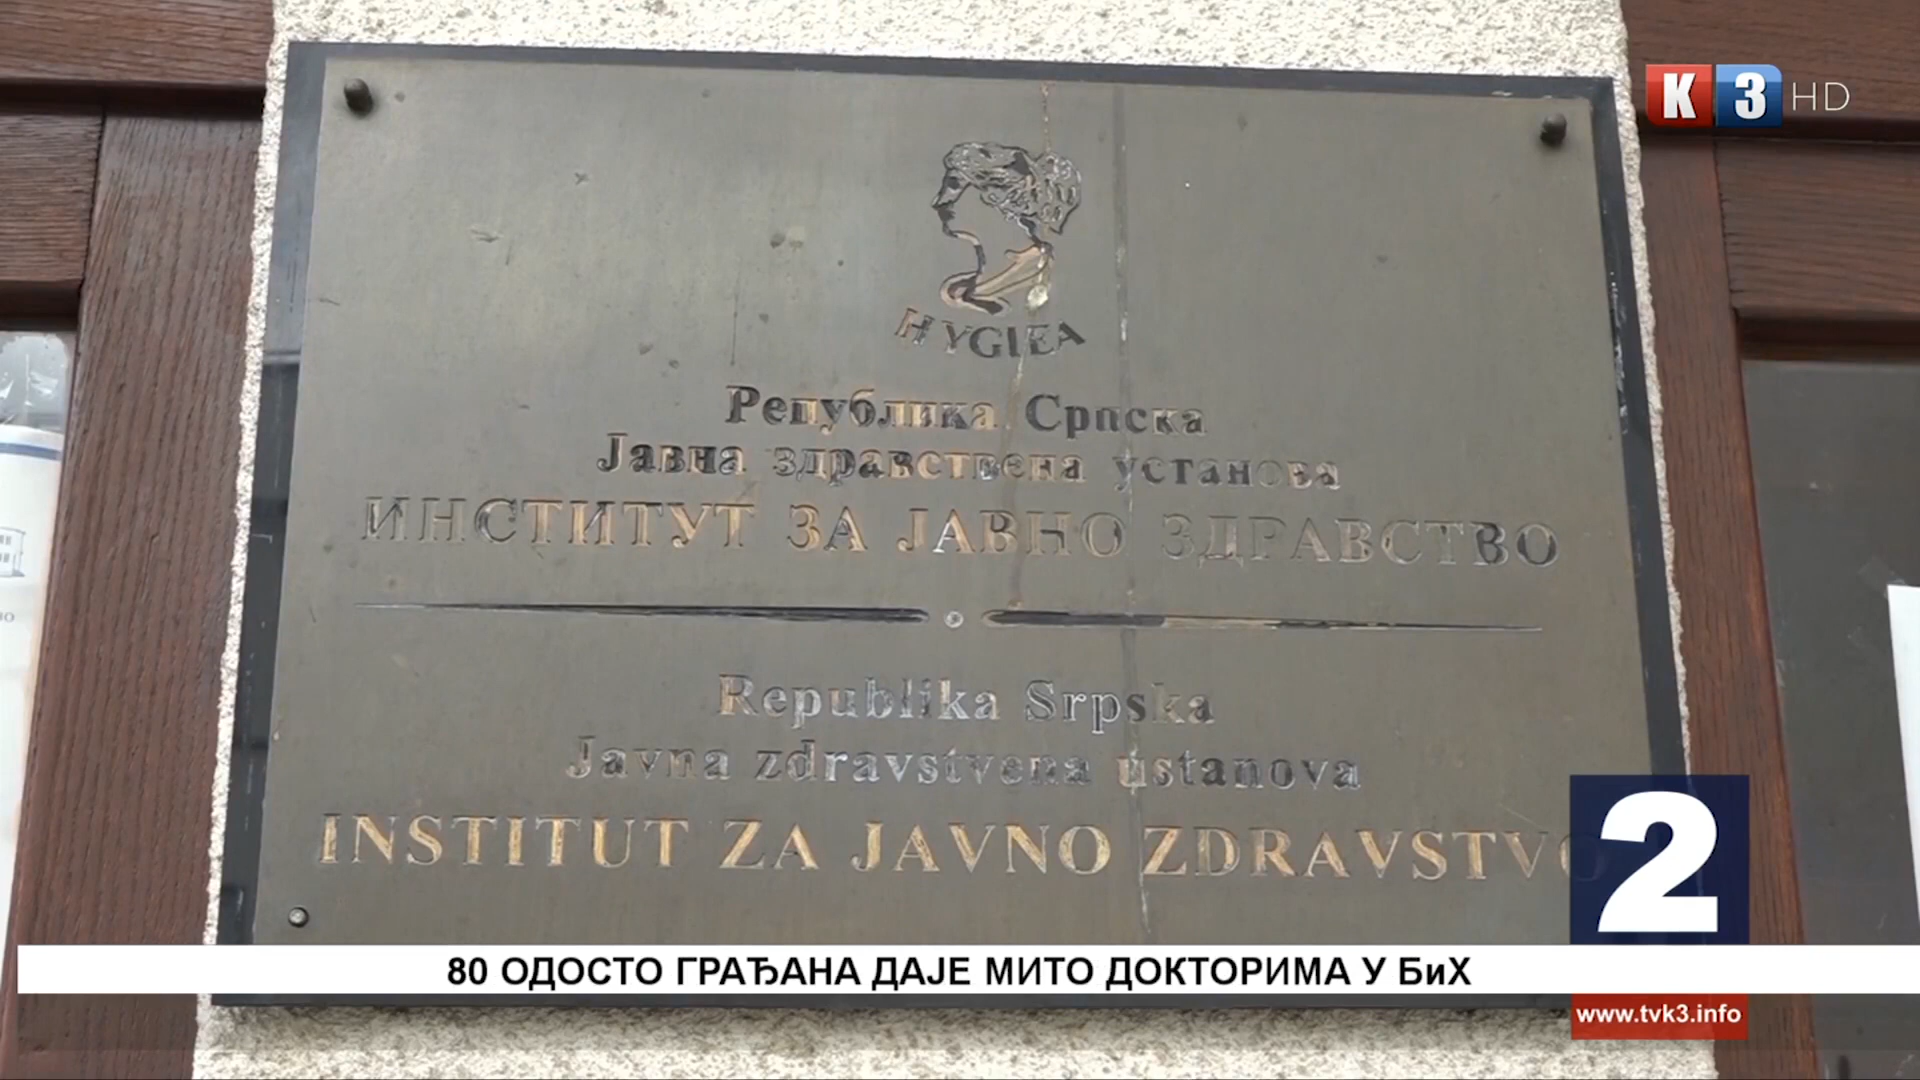 K3 HD
HYGIEA
Република Српска
Јавна здравствена установа
ИНСТИТУТ ЗА ЈАВНО ЗДРАВСТВО
Republika Srpska
Javna zdravstvena ustanova
INSTITUT ZA JAVNO ZDRAVSTVO
2
80 ОДОСТО ГРАЂАНА ДАЈЕ МИТО ДОКТОРИМА У БиХ
www.tvk3.info